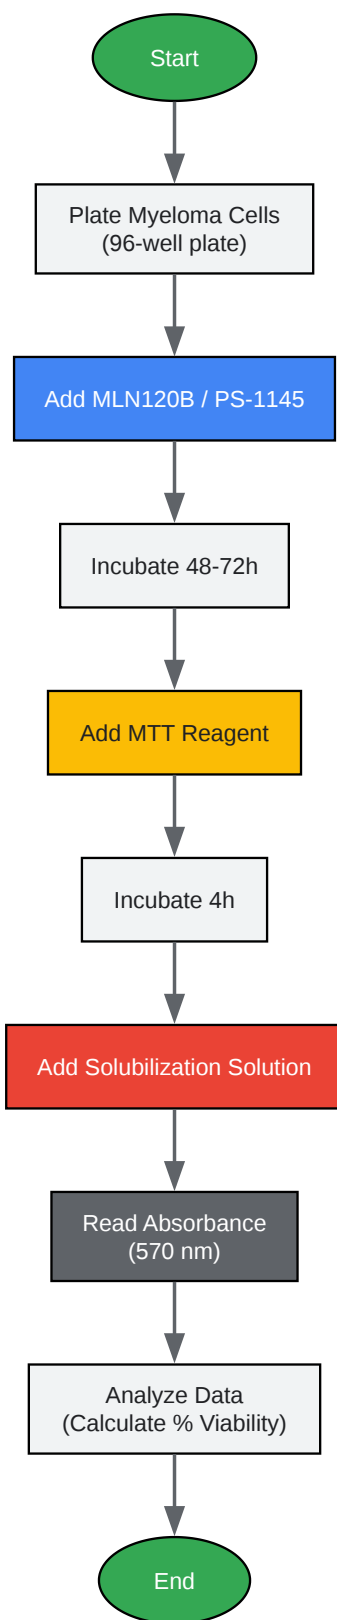 Start
Plate Myeloma Cells
(96-well plate)
Add MLN120B / PS-1145
Incubate 48-72h
Add MTT Reagent
Incubate 4h
Add Solubilization Solution
Read Absorbance
(570 nm)
Analyze Data
(Calculate % Viability)
End